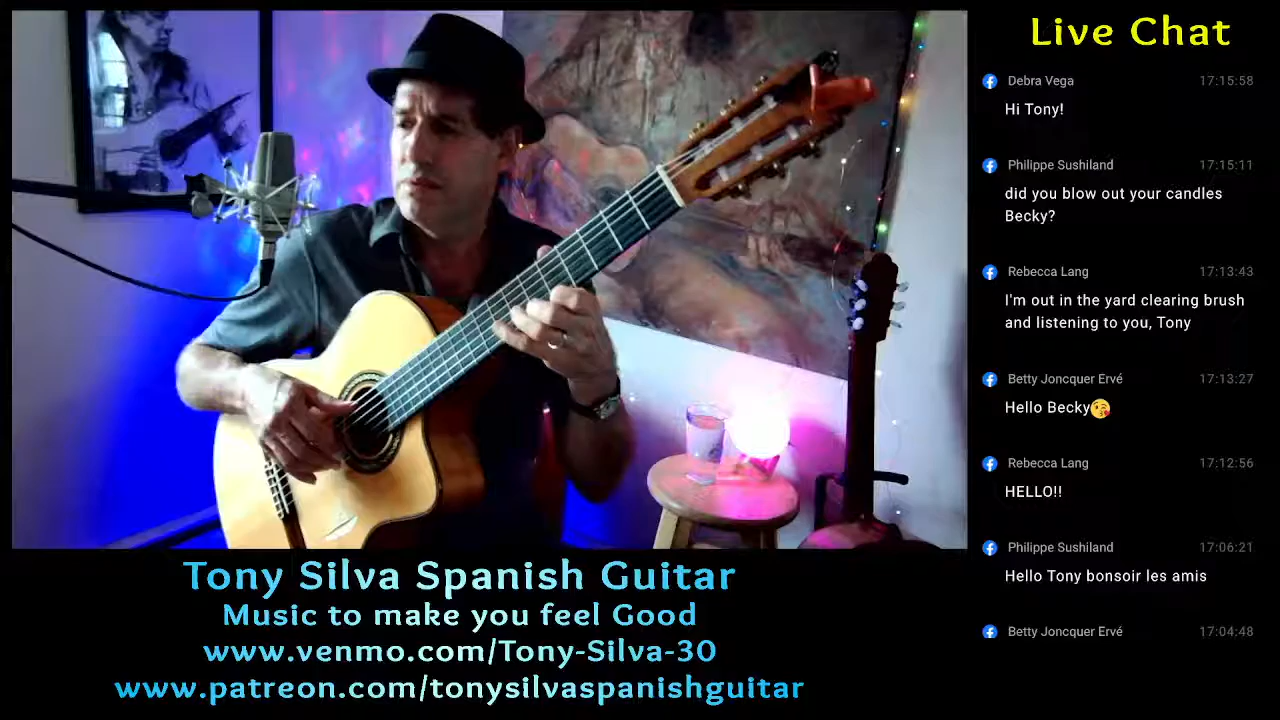 Live Chat
Debra Vega 17:15:58
Hi Tony!
Philippe Sushiland 17:15:11
did you blow out your candles
Becky?
Rebecca Lang 17:13:43
I'm out in the yard clearing brush
and listening to you, Tony
Betty Joncquer Ervé 17:13:27
Hello Becky😘
Rebecca Lang 17:12:56
HELLO!!
Philippe Sushiland 17:06:21
Hello Tony bonsoir les amis
Betty Joncquer Ervé 17:04:48
Tony Silva Spanish Guitar
Music to make you feel Good
www.venmo.com/Tony-Silva-30
www.patreon.com/tonysilvaspanishguitar